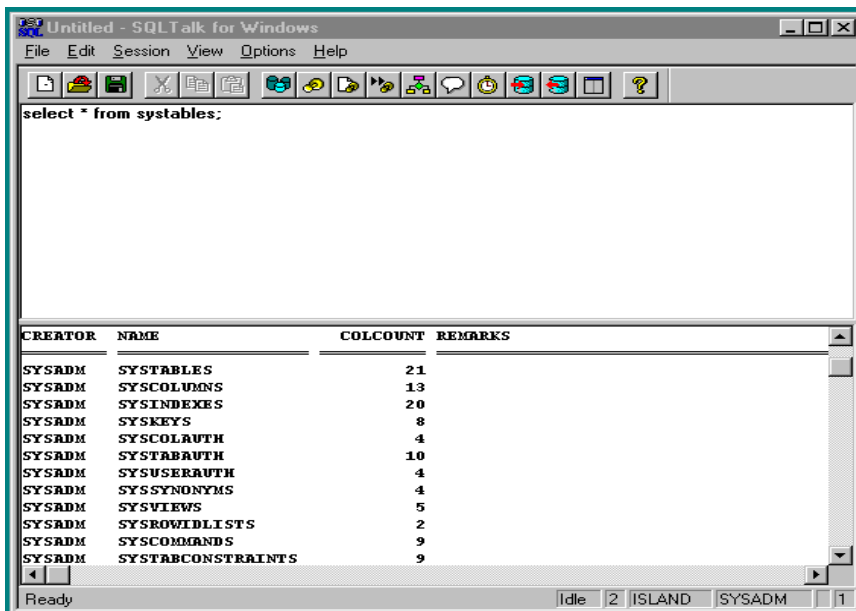 Untitled - SQLTalk for Windows
File Edit Session View Options Help
select * from systables;
CREATOR NAME COLCOUNT REMARKS
SYSADM SYSTABLES 21
SYSADM SYSCOLUMNS 13
SYSADM SYSINDEXES 20
SYSADM SYSKEYS 8
SYSADM SYSCOLAUTH 4
SYSADM SYSTABAUTH 10
SYSADM SYSUSERAUTH 4
SYSADM SYSSYNONYMS 4
SYSADM SYSVIEWS 5
SYSADM SYSROWIDLISTS 2
SYSADM SYSCOMMANDS 9
SYSADM SYSTABCONSTRAINTS 9
Ready Idle 2 ISLAND SYSADM 1